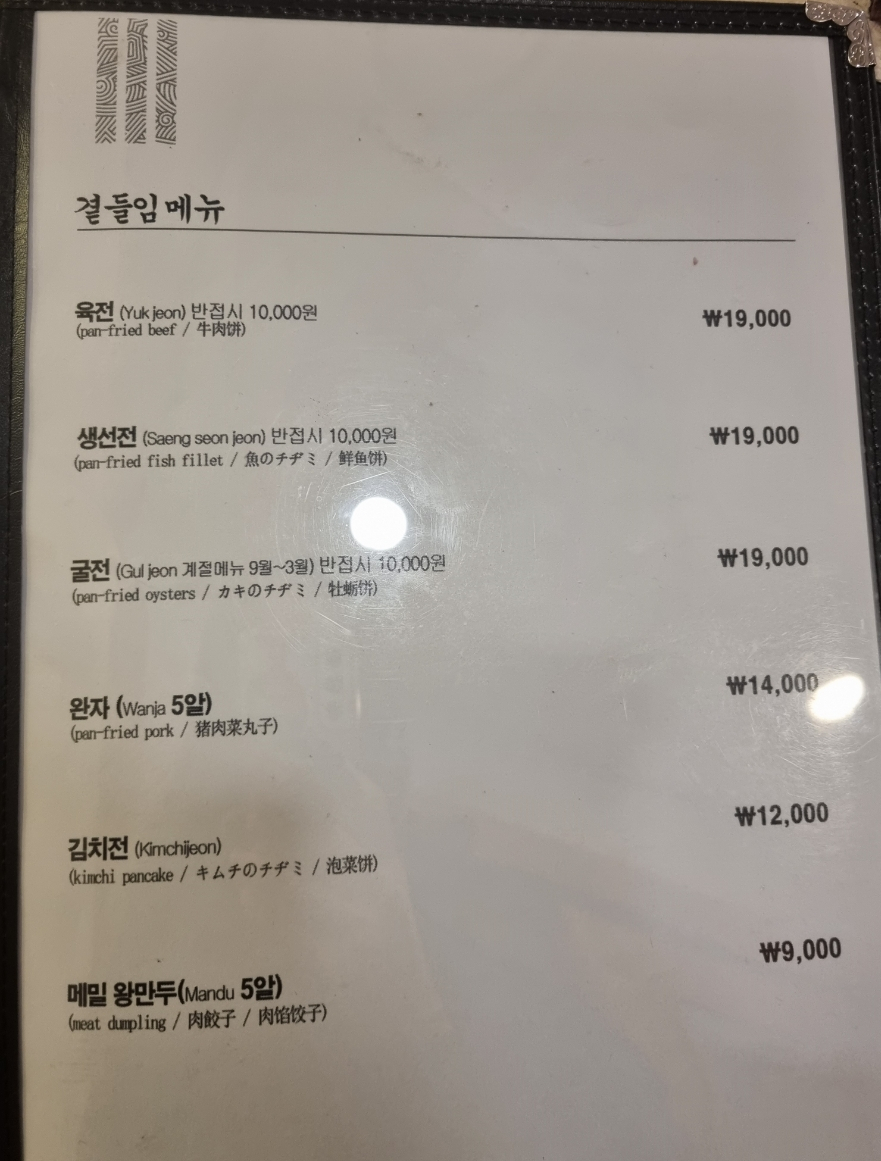 곁들임 메뉴
육전 (Yuk jeon) 반접시 10,000원 ₩19,000
(pan-fried beef / 牛肉饼)
생선전 (Saeng seon jeon) 반접시 10,000원 ₩19,000
(pan-fried fish fillet / 魚のチヂミ / 鲜鱼饼)
굴전 (Gul jeon 계절메뉴 9월~3월) 반접시 10,000원 ₩19,000
(pan-fried oysters / カキのチヂミ / 牡蛎饼)
완자 (Wanja 5알) ₩14,000
(pan-fried pork / 猪肉菜丸子)
김치전 (Kimchijeon) ₩12,000
(kimchi pancake / キムチのチヂミ / 泡菜饼)
메밀 왕만두(Mandu 5알) ₩9,000
(meat dumpling / 肉餃子 / 肉馅饺子)